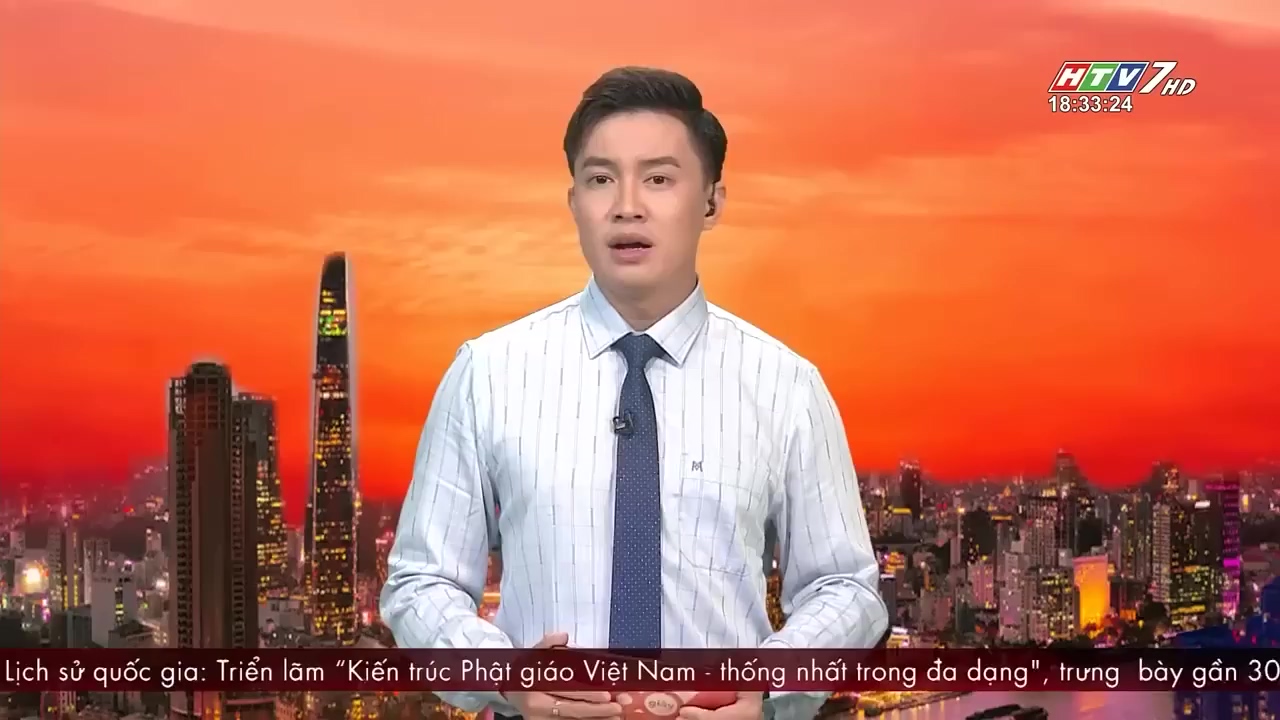 HTV7 HD
18:33:24
Lịch sử quốc gia: Triển lãm “Kiến trúc Phật giáo Việt Nam - thống nhất trong đa dạng", trưng bày gần 30